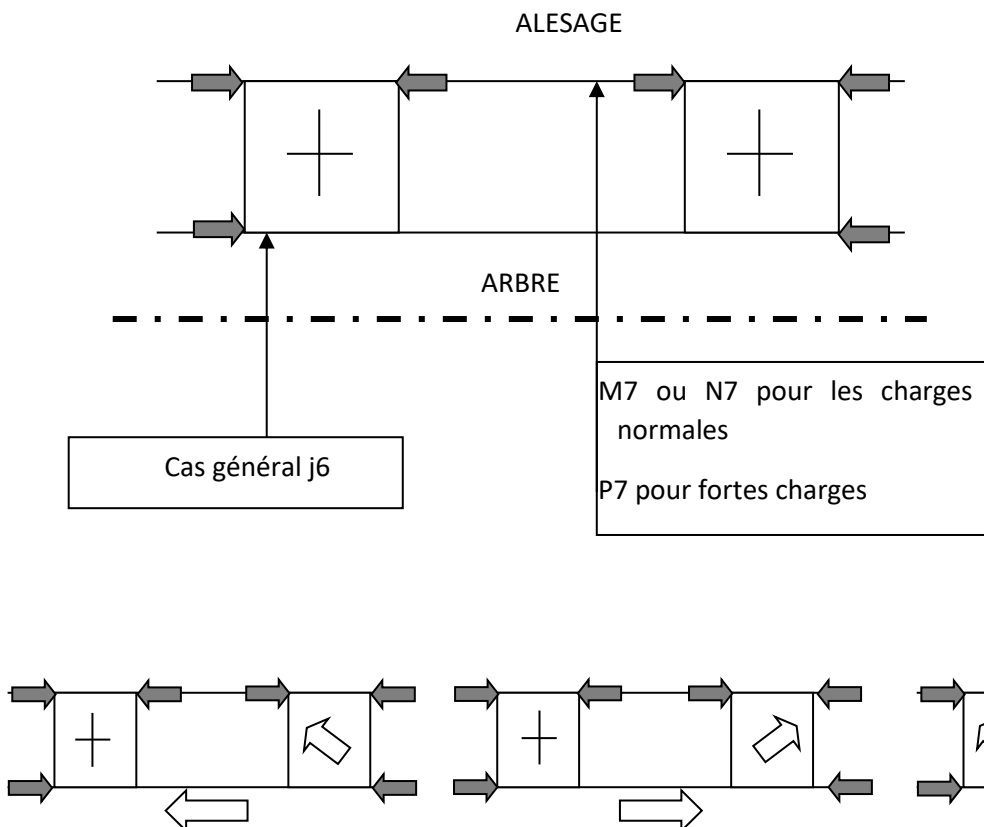 ALESAGE
ARBRE
M7 ou N7 pour les charges
normales
Cas général j6
P7 pour fortes charges